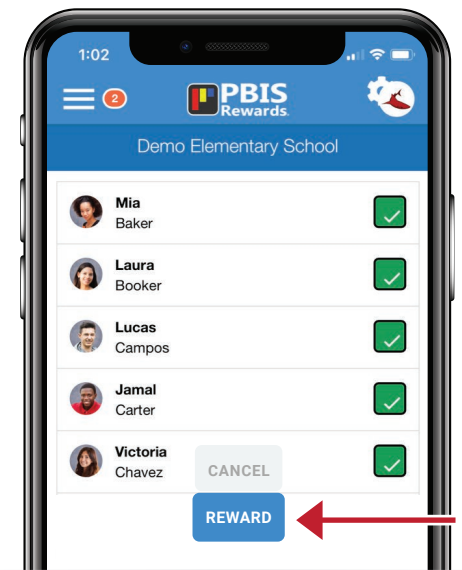 1:02
2
PBIS
Rewards
Demo Elementary School
Mia
Baker
Laura
Booker
Lucas
Campos
Jamal
Carter
Victoria
Chavez
CANCEL
REWARD